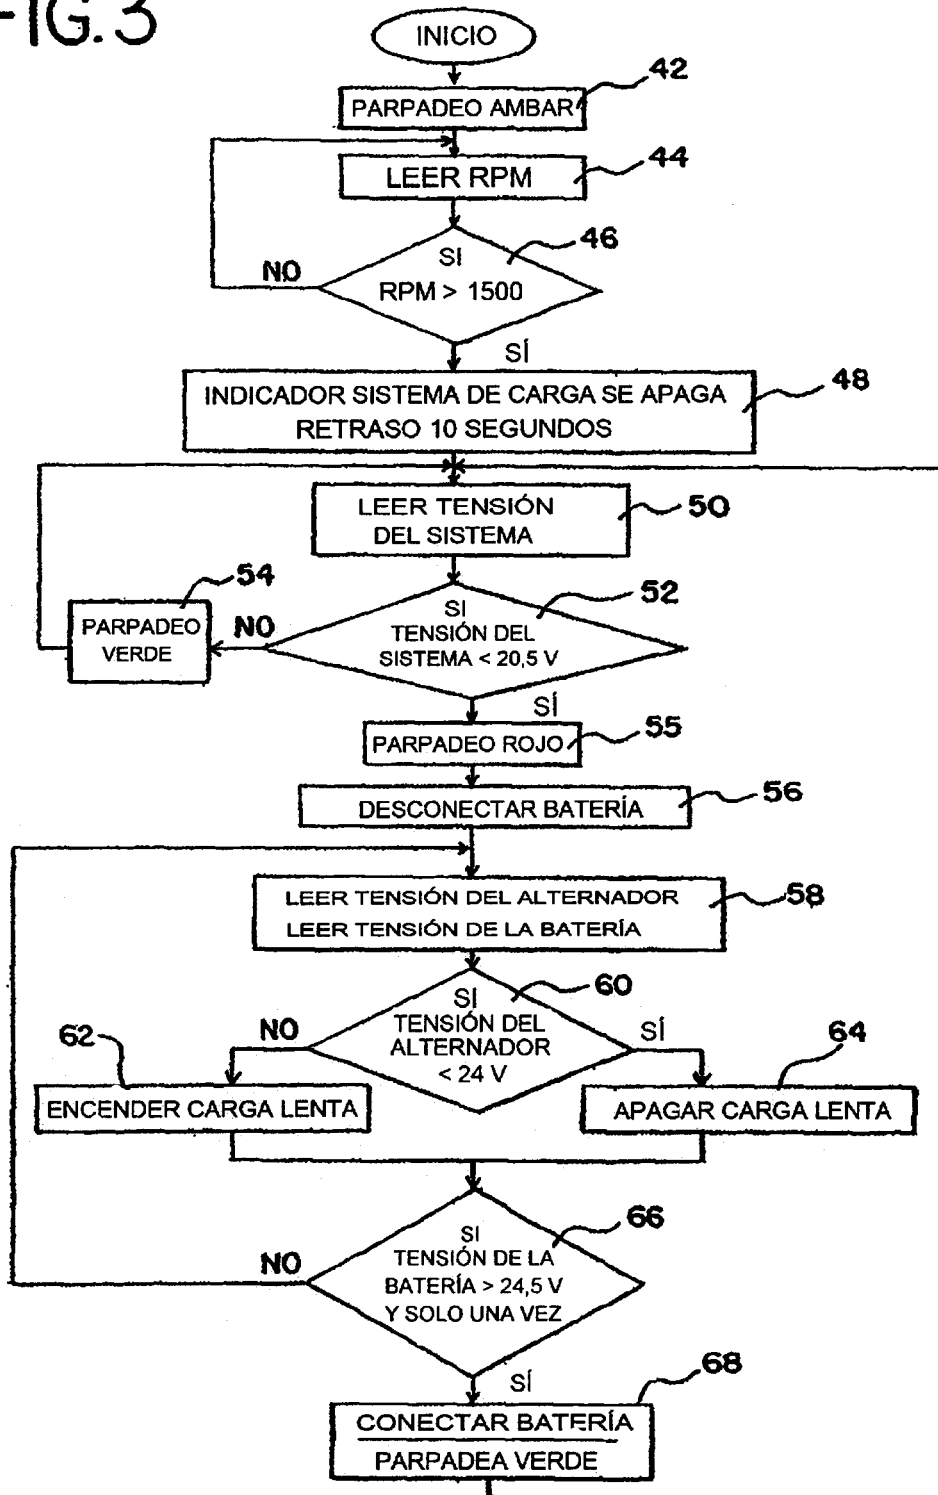 FIG. 3
INICIO
42
PARPADEO AMBAR
LEER RPM
44
46
SI
RPM > 1500
NO
SÍ
48
INDICADOR SISTEMA DE CARGA SE APAGA
RETRASO 10 SEGUNDOS
LEER TENSIÓN
DEL SISTEMA
50
54
PARPADEO
VERDE
NO
52
SI
TENSIÓN DEL
SISTEMA < 20,5 V
SÍ
PARPADEO ROJO
55
DESCONECTAR BATERÍA
56
LEER TENSIÓN DEL ALTERNADOR
LEER TENSIÓN DE LA BATERÍA
58
60
SI
TENSIÓN DEL
ALTERNADOR
< 24 V
NO
SÍ
62
ENCENDER CARGA LENTA
64
APAGAR CARGA LENTA
66
SI
TENSIÓN DE LA
BATERÍA > 24,5 V
Y SOLO UNA VEZ
NO
SÍ
68
CONECTAR BATERÍA
PARPADEA VERDE